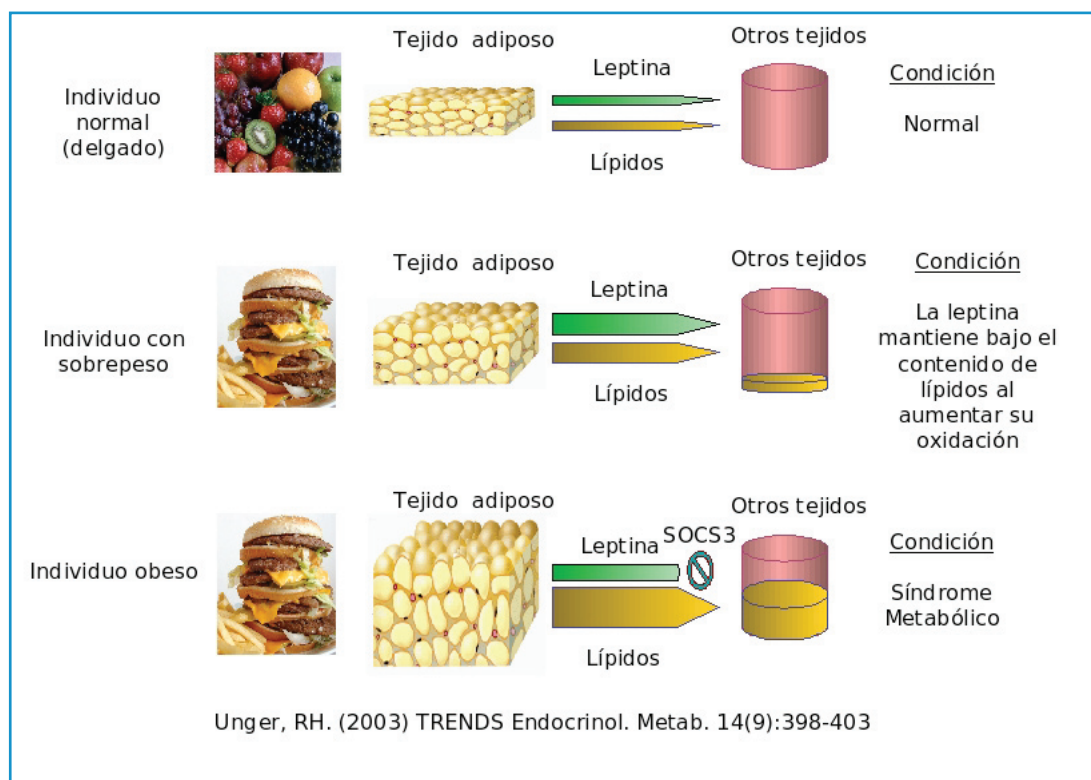 Tejido adiposo
Otros tejidos
Leptina
Condición
Individuo
normal
(delgado)
Normal
Lípidos
Tejido adiposo
Otros tejidos
Condición
Leptina
Individuo con
sobrepeso
La leptina
mantiene bajo el
contenido de
lípidos al
aumentar su
oxidación
Lípidos
Tejido adiposo
Otros tejidos
SOCS3
Leptina
Condición
Individuo obeso
Síndrome
Metabólico
Lípidos
Unger, RH. (2003) TRENDS Endocrinol. Metab. 14(9):398-403